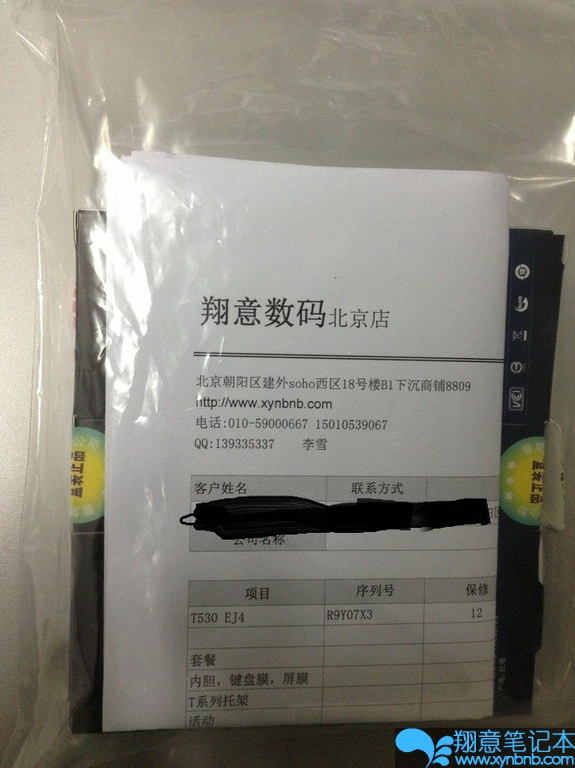 翔意数码北京店
北京朝阳区建外soho西区18号楼B1下沉商铺8809
http://www.xynbnb.com
电话:010-59000667 15010539067
QQ:139335337 李雪
客户姓名 联系方式
公司名称
项目 序列号 保修
T530 EJ4 R9Y07X3 12
套餐
内胆,键盘膜,屏膜
T系列托架
活动
翔意笔记本
www.xynbnb.com